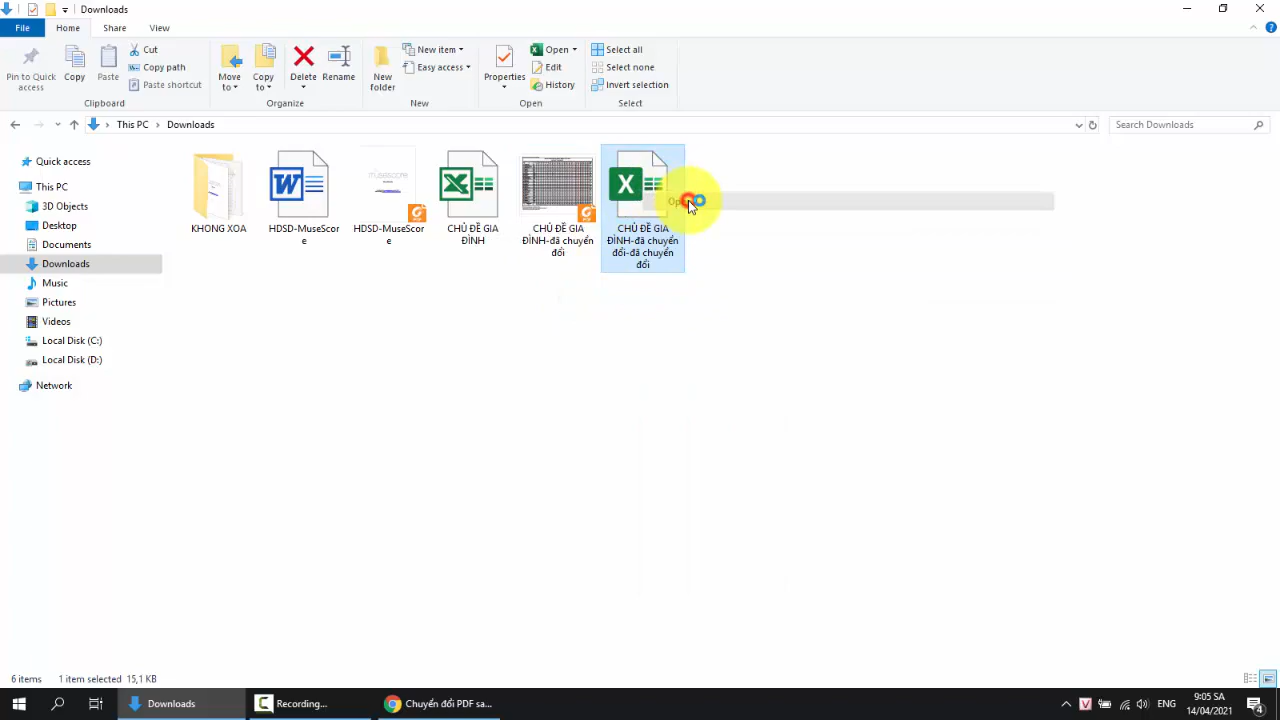 Downloads
File Home Share View
Pin to Quick access
Copy
Paste
Cut
Copy path
Paste shortcut
Clipboard
Move to
Copy to
Delete
Rename
Organize
New folder
New item
Easy access
New
Properties
Open
Edit
History
Open
Select all
Select none
Invert selection
Select
This PC > Downloads
Search Downloads
Quick access
This PC
3D Objects
Desktop
Documents
Downloads
Music
Pictures
Videos
Local Disk (C:)
Local Disk (D:)
Network
KHONG XOA
HDSD-MuseScor
e
HDSD-MuseScor
e
CHỦ ĐỀ GIA
ĐÌNH
CHỦ ĐỀ GIA
ĐÌNH-đã chuyển
đổi
CHỦ ĐỀ GIA
ĐÌNH-đã chuyển
đổi-đã chuyển
đổi
6 items 1 item selected 15,1 KB
Downloads
Recording...
Chuyển đổi PDF sa...
ENG
9:05 SA
14/04/2021
4